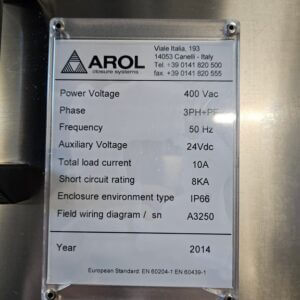 AROL
closure systems
Viale Italia, 193
14053 Canelli - Italy
Tel. +39 0141 820 500
fax. +39 0141 820 555
Power Voltage 400 Vac
Phase 3PH+PE
Frequency 50 Hz
Auxiliary Voltage 24Vdc
Total load current 10A
Short circuit rating 8KA
Enclosure environment type IP66
Field wiring diagram / sn A3250
Year 2014
European Standard: EN 60204-1 EN 60439-1